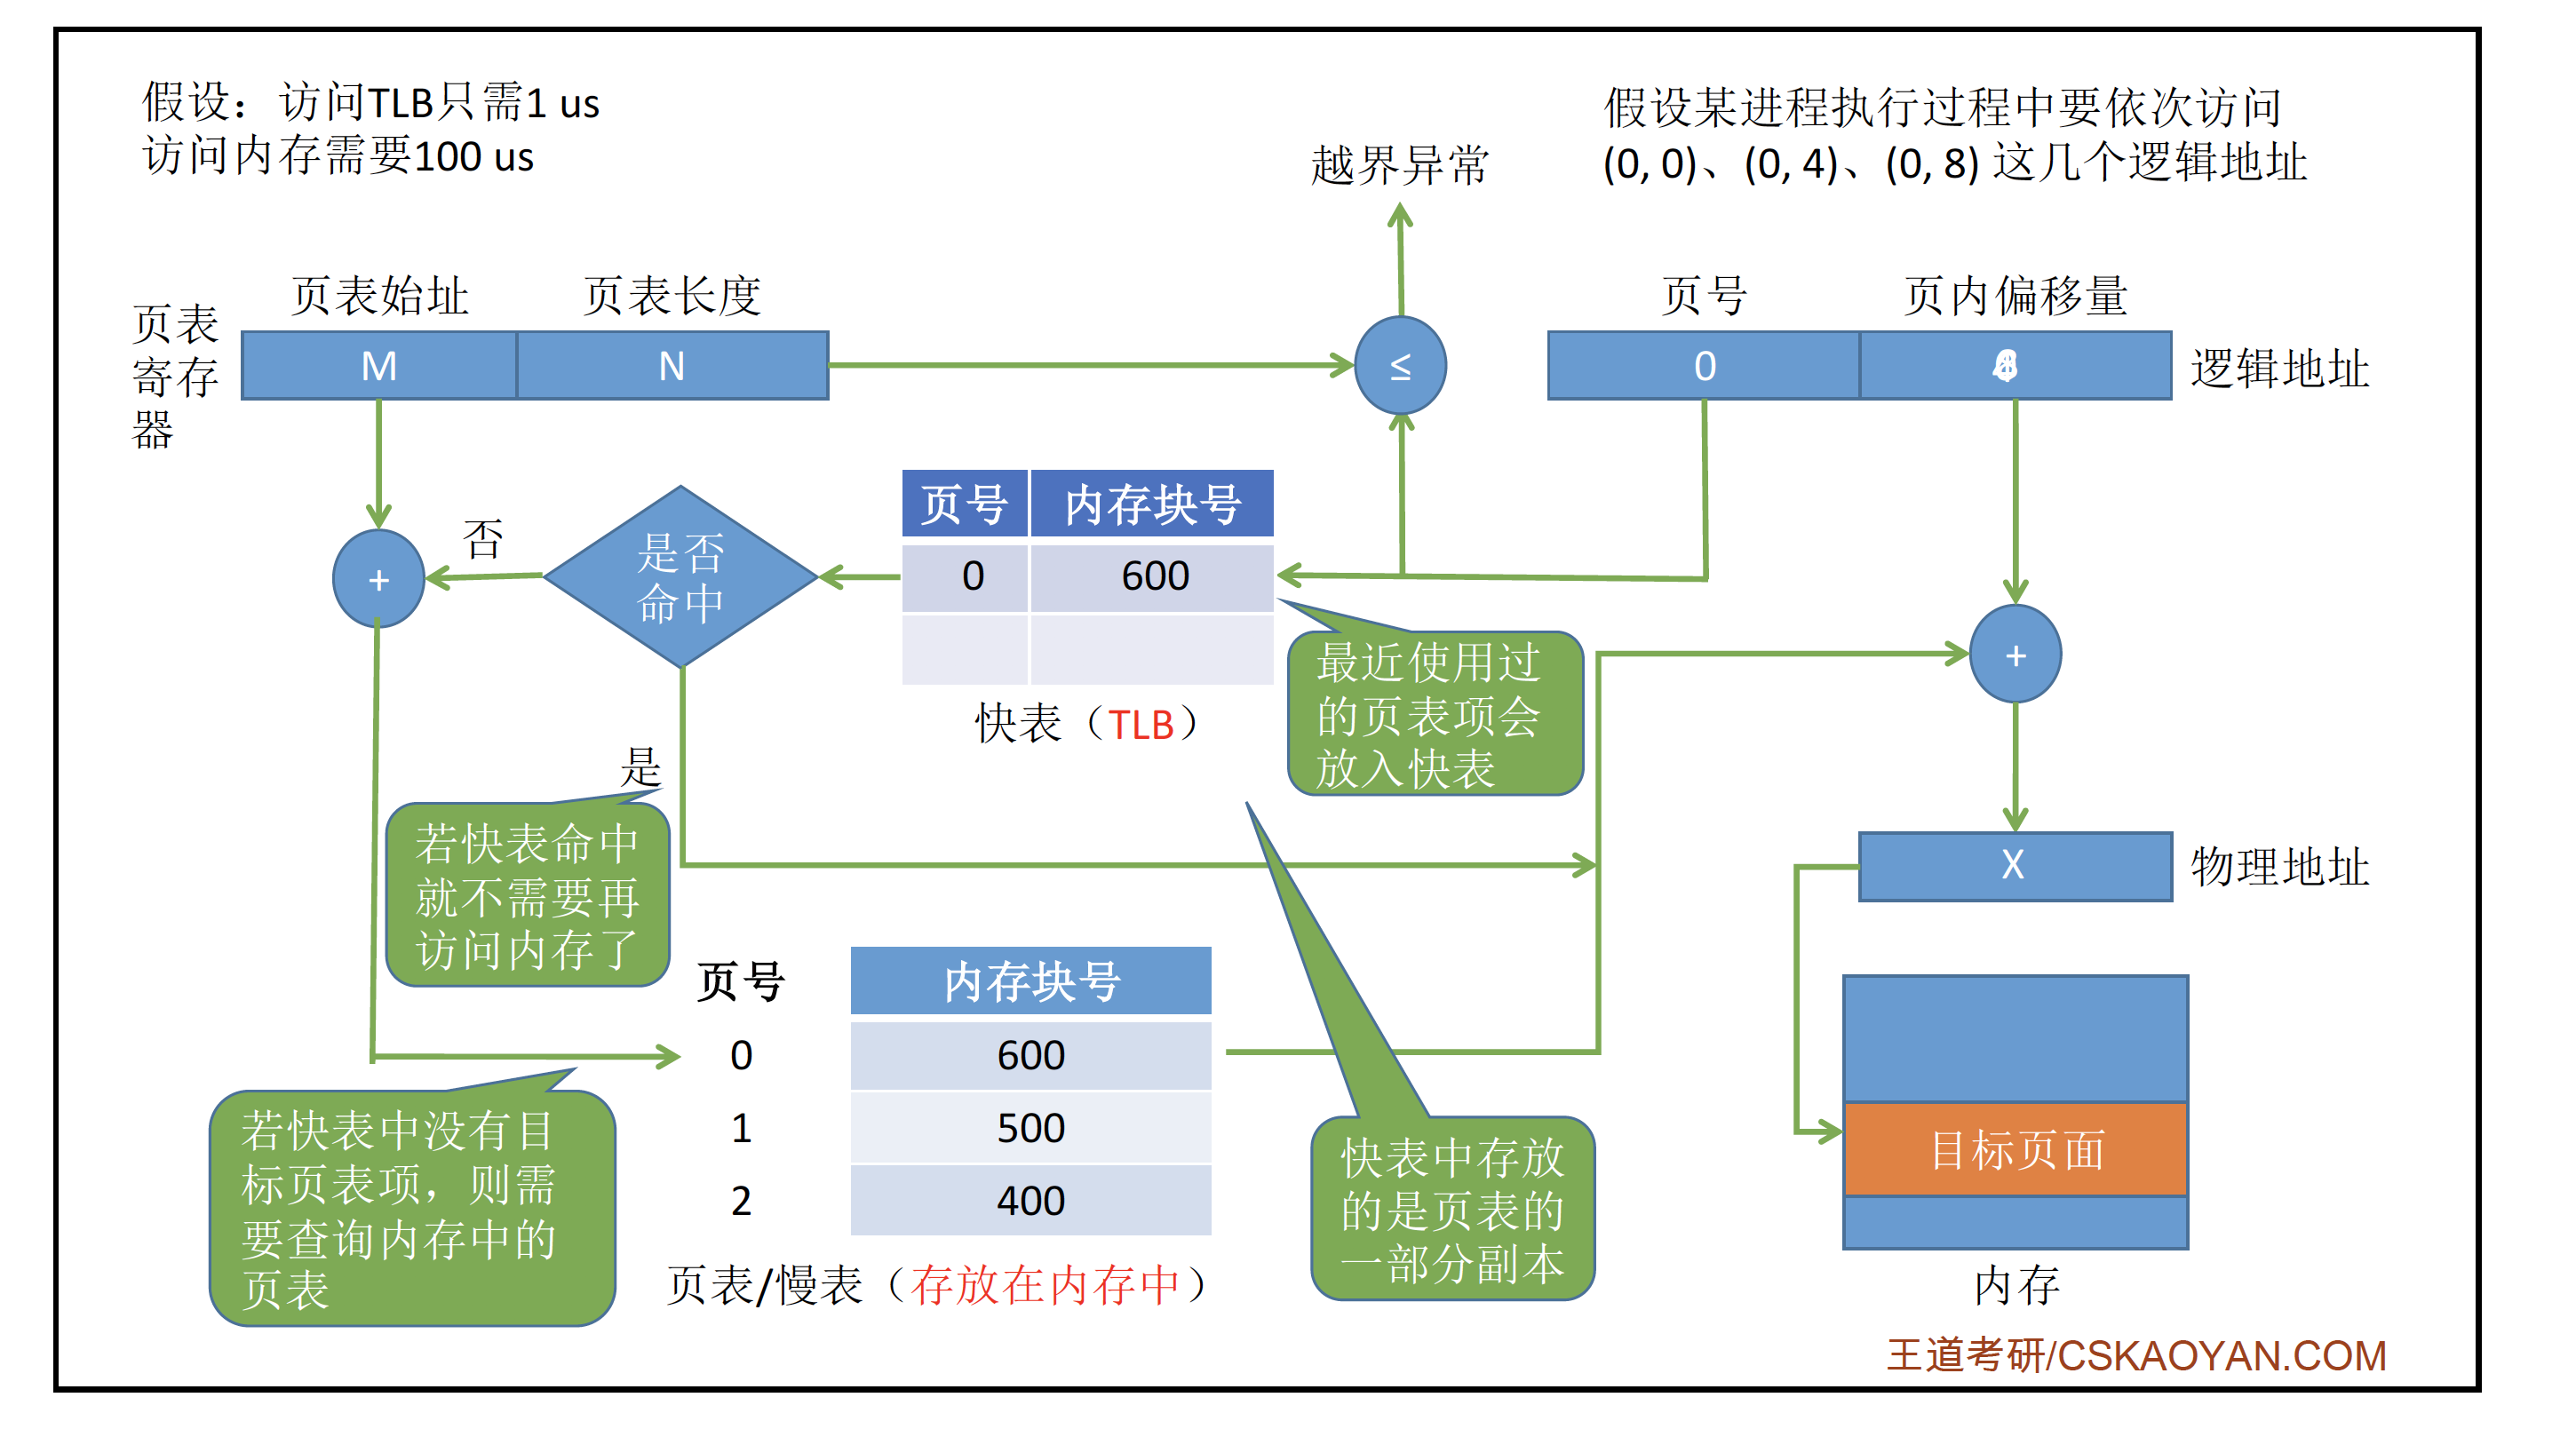 假设：访问TLB只需1 us
访问内存需要100 us
假设某进程执行过程中要依次访问
(0, 0)、(0, 4)、(0, 8) 这几个逻辑地址
越界异常
页表始址
页表长度
页号
页内偏移量
页表
寄存
器
M
N
≤
0
逻辑地址
页号
内存块号
0
600
快表（TLB）
是否
命中
否
+
是
最近使用过
的页表项会
放入快表
+
若快表命中
就不需要再
访问内存了
X
物理地址
页号
内存块号
0
600
1
500
2
400
页表/慢表（存放在内存中）
若快表中没有目
标页表项，则需
要查询内存中的
页表
快表中存放
的是页表的
一部分副本
目标页面
内存
王道考研/CSKAOYAN.COM